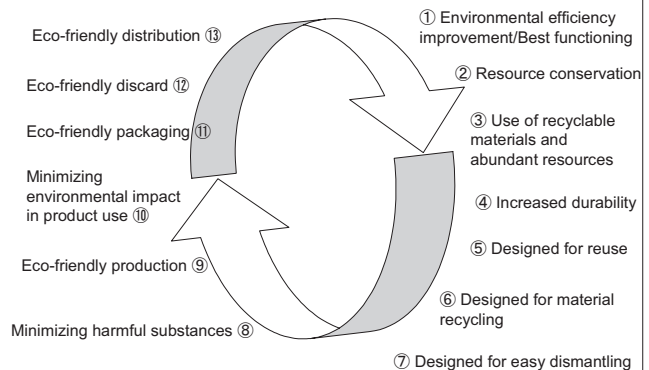 ① Environmental efficiency
improvement/Best functioning
② Resource conservation
③ Use of recyclable
materials and
abundant resources
④ Increased durability
⑤ Designed for reuse
⑥ Designed for material
recycling
⑦ Designed for easy dismantling
Minimizing harmful substances ⑧
Eco-friendly production ⑨
Minimizing
environmental impact
in product use ⑩
Eco-friendly packaging ⑪
Eco-friendly discard ⑫
Eco-friendly distribution ⑬